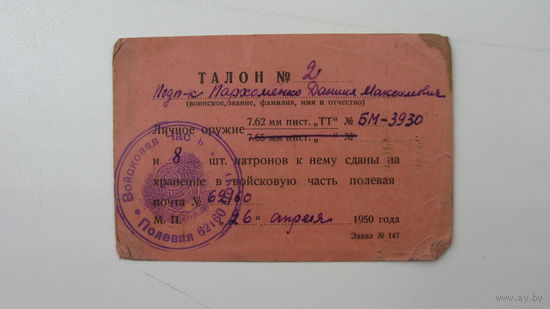 ТАЛОН № 2
Подп-к Пархоменко Даниил Максимович
(воинское звание, фамилия, имя и отчество)
7.62 мм пист. „ТТ" № БМ-3930
Личное оружие
7.65 мм пист. „ " №
и 8 шт. патронов к нему сданы на
хранение в войсковую часть полевая
почта № 62960
М. П. „26" апреля 1950 года
Заказ № 147
Войсковая Часть
Полевая
www.ay.by